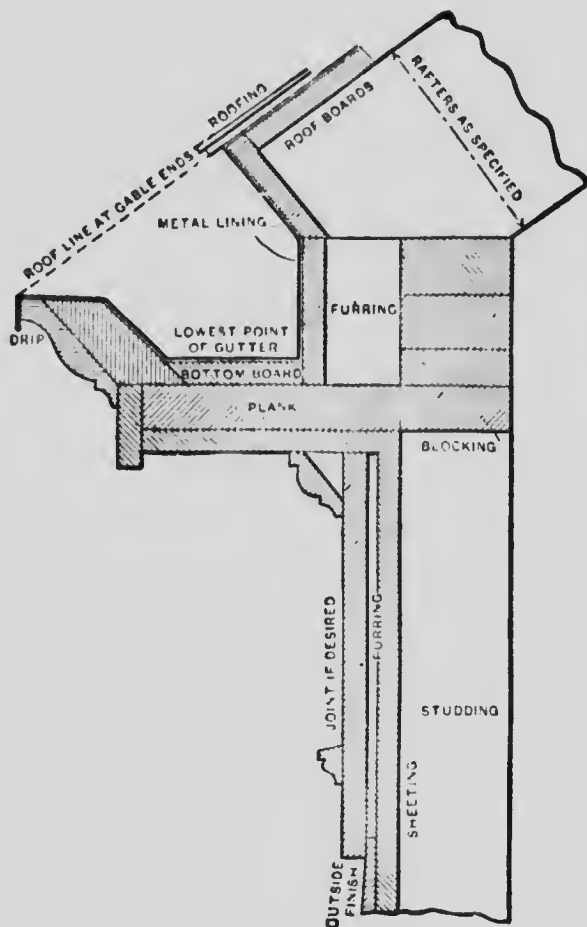 ROOFING
ROOF BOARDS
RAFTERS AS SPECIFIED
ROOF LINE AT GABLE ENDS
METAL LINING
FURRING
LOWEST POINT
OF GUTTER
DRIP
BOTTOM BOARD
PLANK
BLOCKING
FURRING
JOINT IF DESIRED
STUDDING
SHEETING
OUTSIDE
FINISH